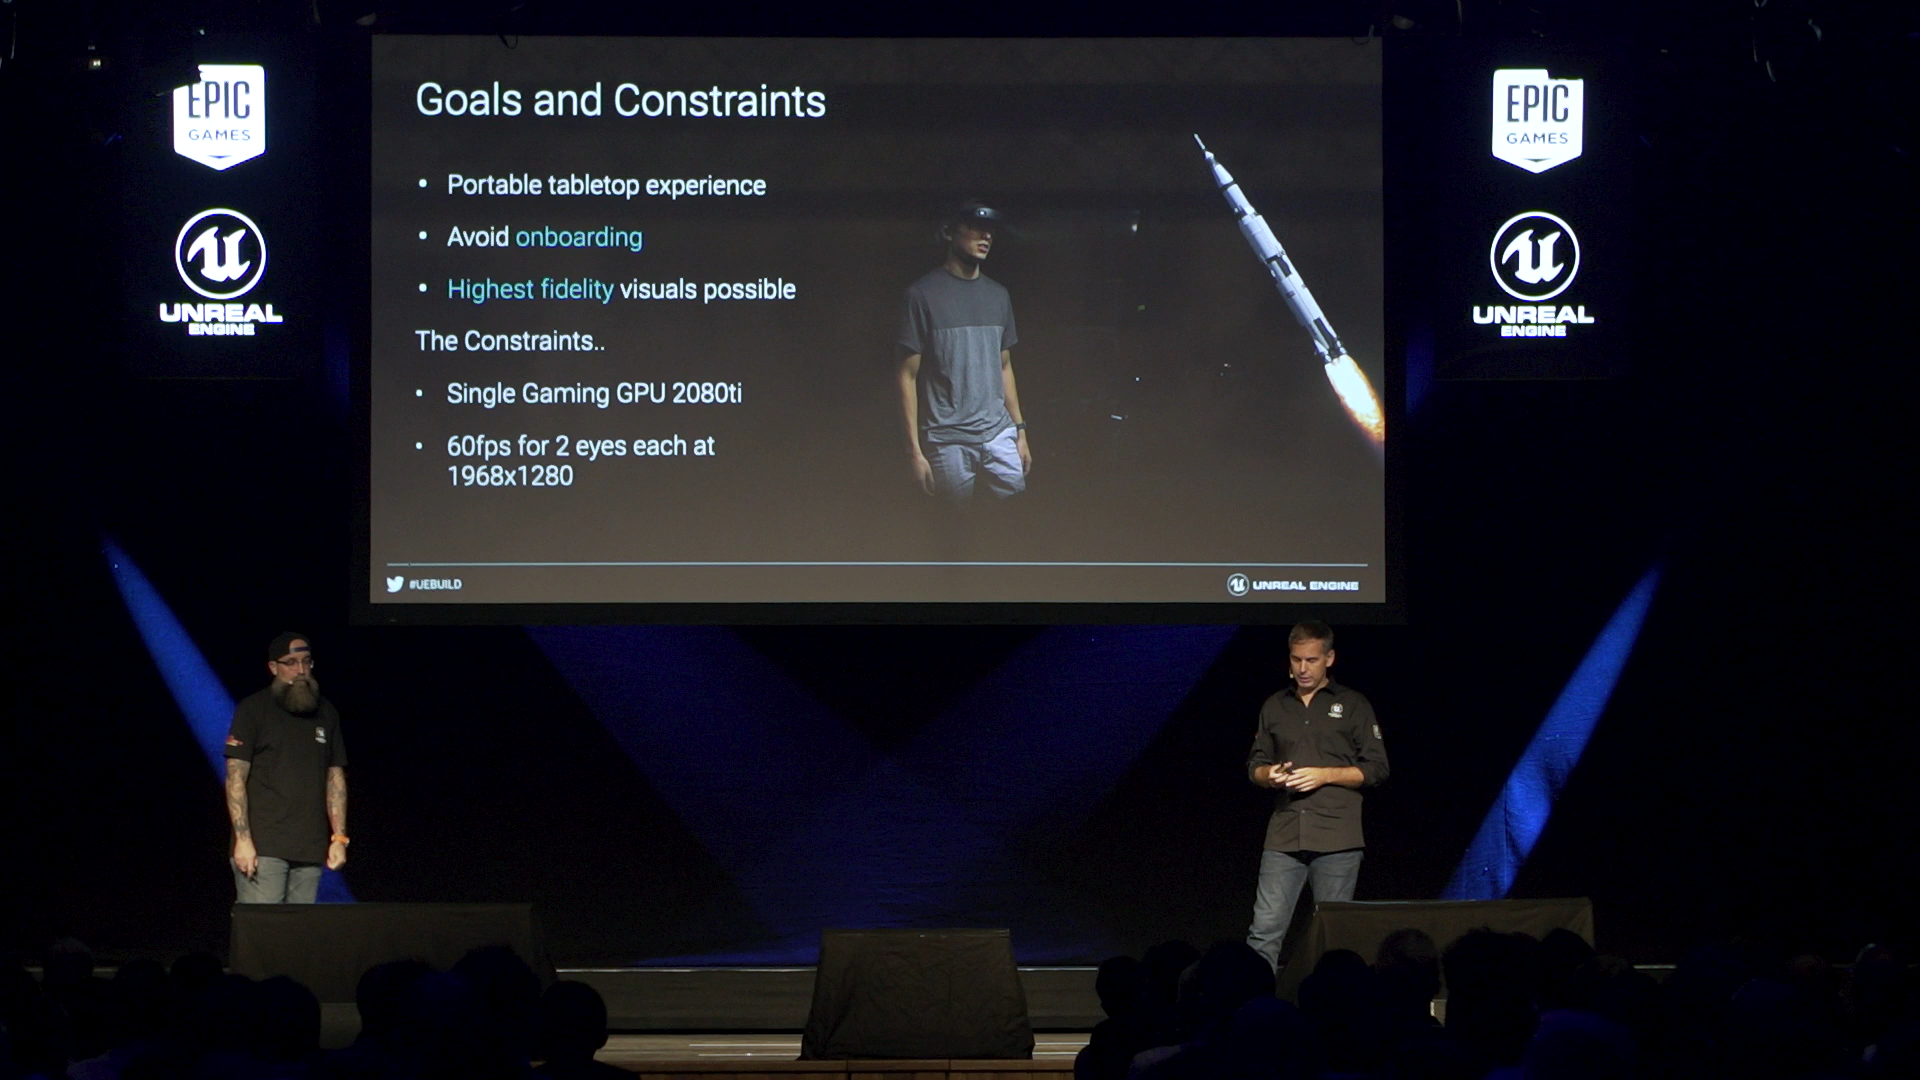 EPIC
GAMES
UNREAL
ENGINE
Goals and Constraints
• Portable tabletop experience
• Avoid onboarding
• Highest fidelity visuals possible
The Constraints..
• Single Gaming GPU 2080ti
• 60fps for 2 eyes each at
1968x1280
#UEBUILD
UNREAL ENGINE
EPIC
GAMES
UNREAL
ENGINE